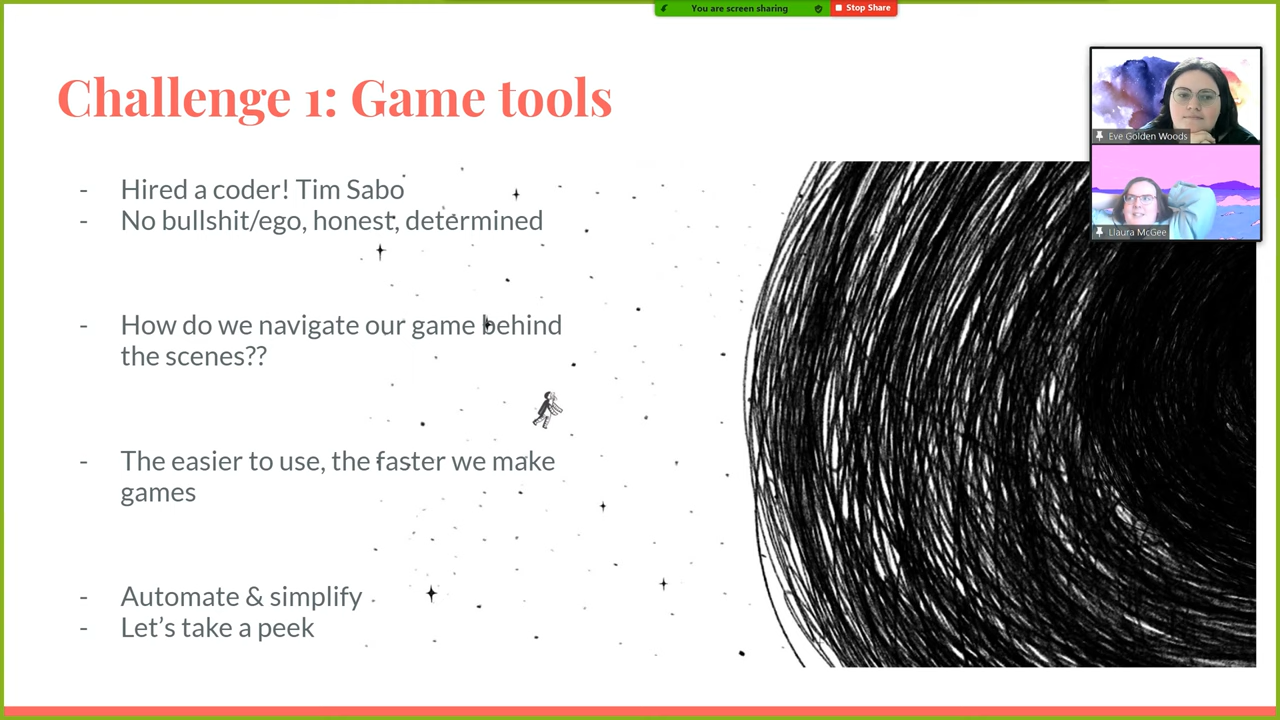 You are screen sharing
Stop Share
Challenge 1: Game tools
Eve Golden Woods
Llaura McGee
- Hired a coder! Tim Sabo
- No bullshit/ego, honest, determined
- How do we navigate our game behind
the scenes??
- The easier to use, the faster we make
games
- Automate & simplify
- Let’s take a peek